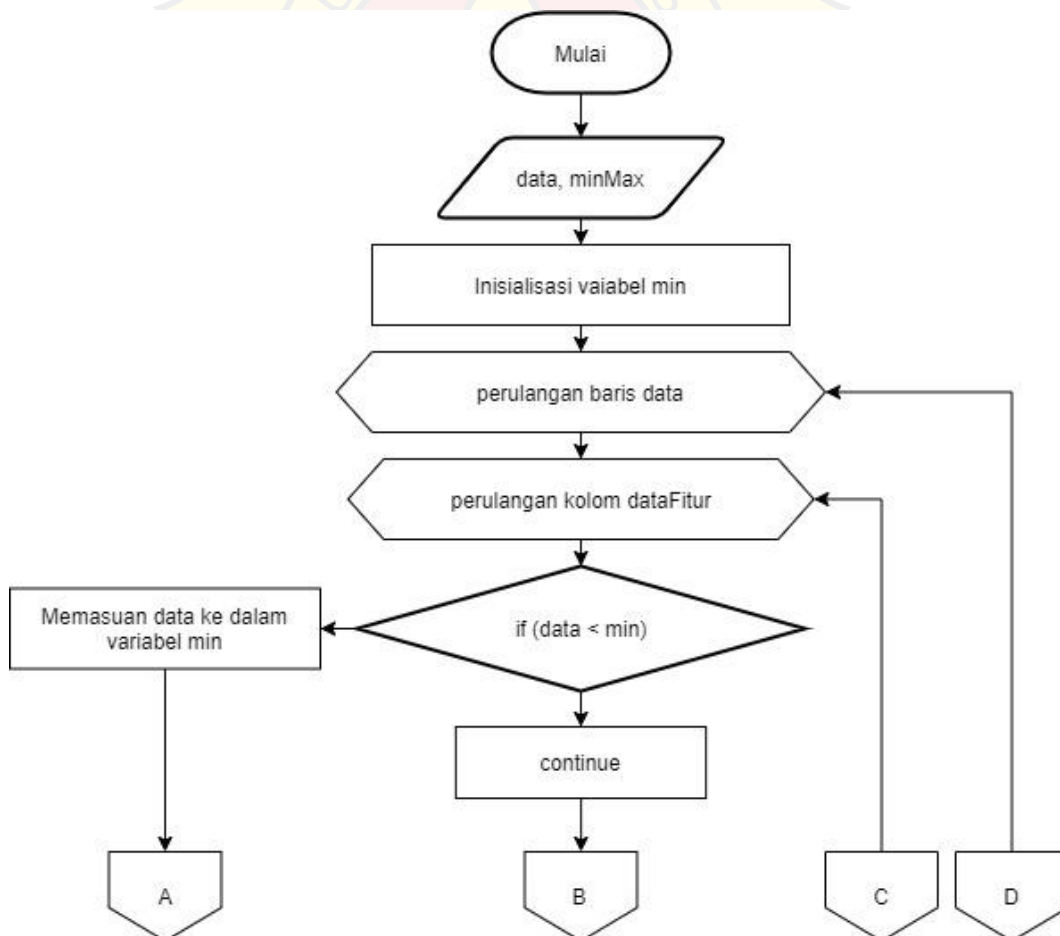 Mulai
data, minMax
Inisialisasi vaiabel min
perulangan baris data
perulangan kolom dataFitur
if (data < min)
Memasuan data ke dalam
variabel min
continue
A
B
C
D